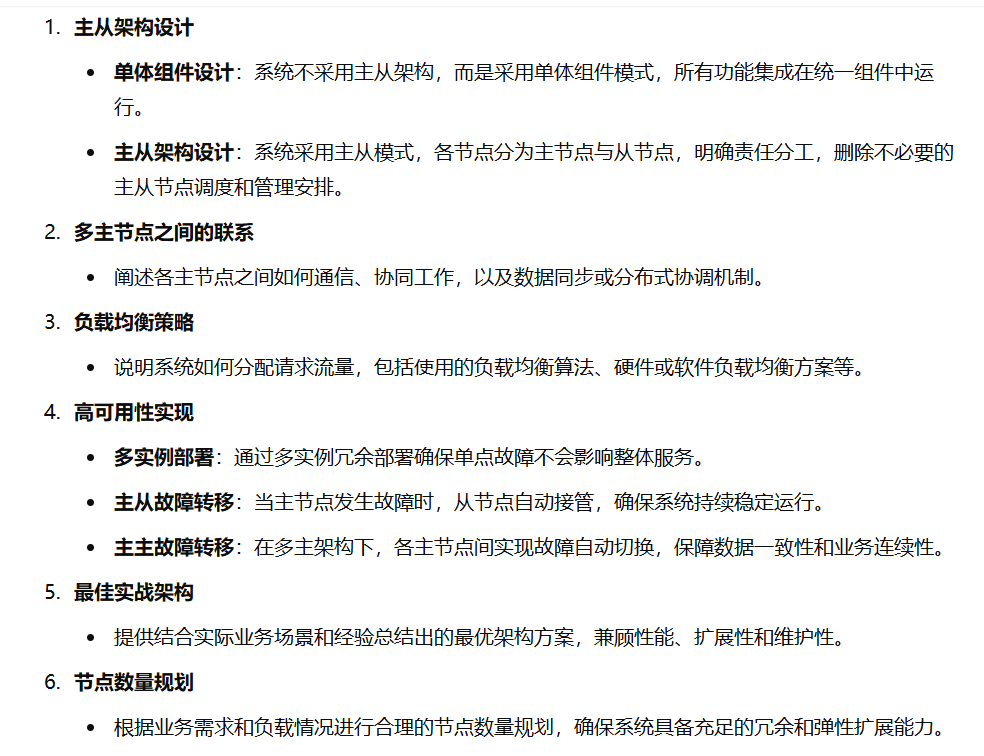 1. 主从架构设计
• 单体组件设计：系统不采用主从架构，而是采用单体组件模式，所有功能集成在统一组件中运
行。
• 主从架构设计：系统采用主从模式，各节点分为主节点与从节点，明确责任分工，删除不必要的
主从节点调度和管理安排。
2. 多主节点之间的联系
• 阐述各主节点之间如何通信、协同工作，以及数据同步或分布式协调机制。
3. 负载均衡策略
• 说明系统如何分配请求流量，包括使用的负载均衡算法、硬件或软件负载均衡方案等。
4. 高可用性实现
• 多实例部署：通过多实例冗余部署确保单点故障不会影响整体服务。
• 主从故障转移：当主节点发生故障时，从节点自动接管，确保系统持续稳定运行。
• 主主故障转移：在多主架构下，各主节点间实现故障自动切换，保障数据一致性和业务连续性。
5. 最佳实战架构
• 提供结合实际业务场景和经验总结出的最优架构方案，兼顾性能、扩展性和维护性。
6. 节点数量规划
• 根据业务需求和负载情况进行合理的节点数量规划，确保系统具备充足的冗余和弹性扩展能力。